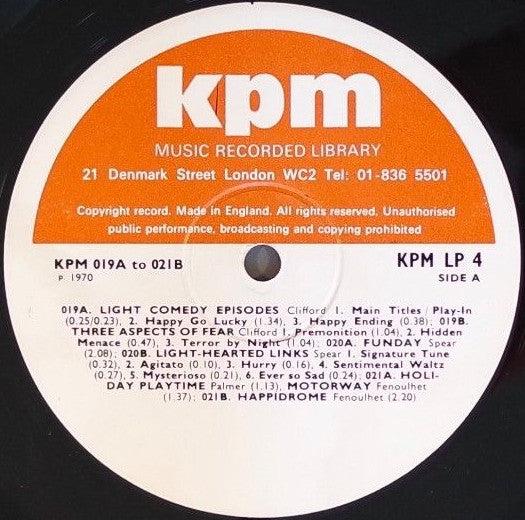 kpm
MUSIC RECORDED LIBRARY
21 Denmark Street London WC2 Tel: 01-836 5501
Copyright record. Made in England. All rights reserved. Unauthorised
public performance, broadcasting and copying prohibited
KPM 019A to 021B
KPM LP 4
P 1970
SIDE A
019A. LIGHT COMEDY EPISODES Clifford 1. Main Titles / Play-In
(0.25/0.23), 2. Happy Go Lucky (1.34), 3. Happy Ending (0.38); 019B.
THREE ASPECTS OF FEAR Clifford 1. Premonition (1.04), 2. Hidden
Menace (0.47), 3. Terror by Night (1.04); 020A. FUNDAY Spear
(2.08); 020B. LIGHT-HEARTED LINKS Spear 1. Signature Tune
(0.32), 2. Agitato (0.10), 3. Hurry (0.16), 4. Sentimental Waltz
(0.27), 5. Mysterioso (0.21), 6. Ever so Sad (0.24); 021A. HOLI-
DAY PLAYTIME Palmer (1.13), MOTORWAY Fenoulhet
(1.37); 021B. HAPPIDROME Fenoulhet (2.20)